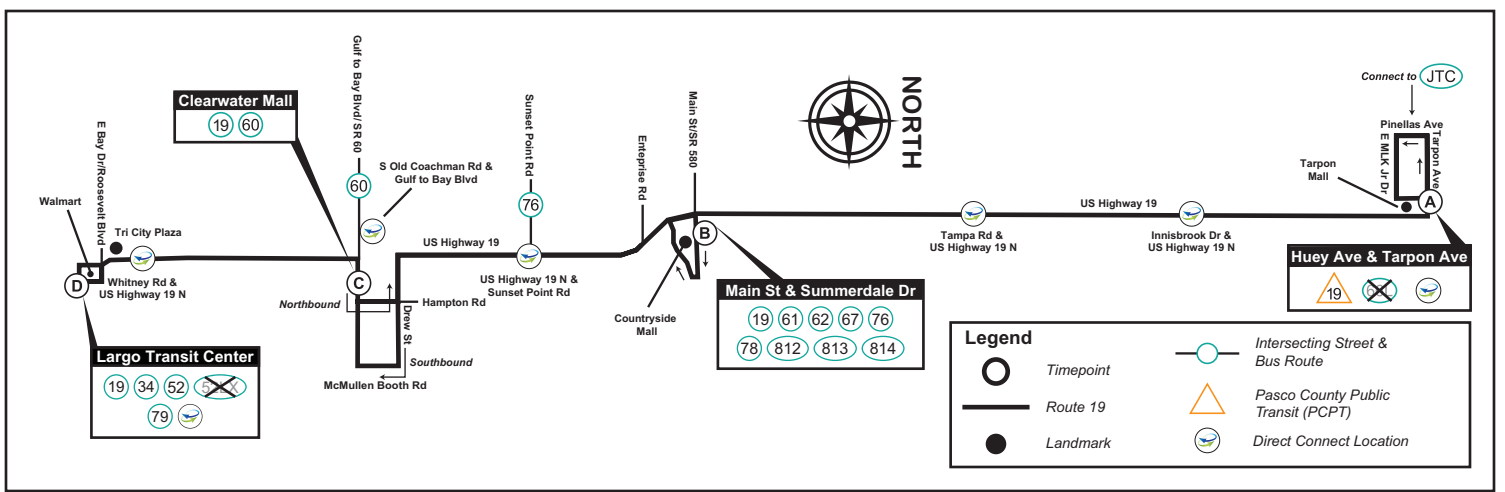 Connect to JTC
Pinellas Ave
E MLK Jr Dr
Tarpon Ave
Tarpon
Mall
A
Huey Ave & Tarpon Ave
19
NORTH
US Highway 19
Innisbrook Dr &
US Highway 19 N
Tampa Rd &
US Highway 19 N
Main St/SR 580
B
Enteprise Rd
Countryside
Mall
Main St & Summerdale Dr
19 61 62 67 76
78 812 813 814
Sunset Point Rd
76
US Highway 19
US Highway 19 N &
Sunset Point Rd
Gulf to Bay Blvd/ SR 60
60
S Old Coachman Rd &
Gulf to Bay Blvd
Clearwater Mall
19 60
C
Northbound
Hampton Rd
Drew St
Southbound
McMullen Booth Rd
E Bay Dr/Roosevelt Blvd
Walmart
Tri City Plaza
Whitney Rd &
US Highway 19 N
D
Largo Transit Center
19 34 52
79
Legend
Timepoint
Route 19
Landmark
Intersecting Street &
Bus Route
Pasco County Public
Transit (PCPT)
Direct Connect Location